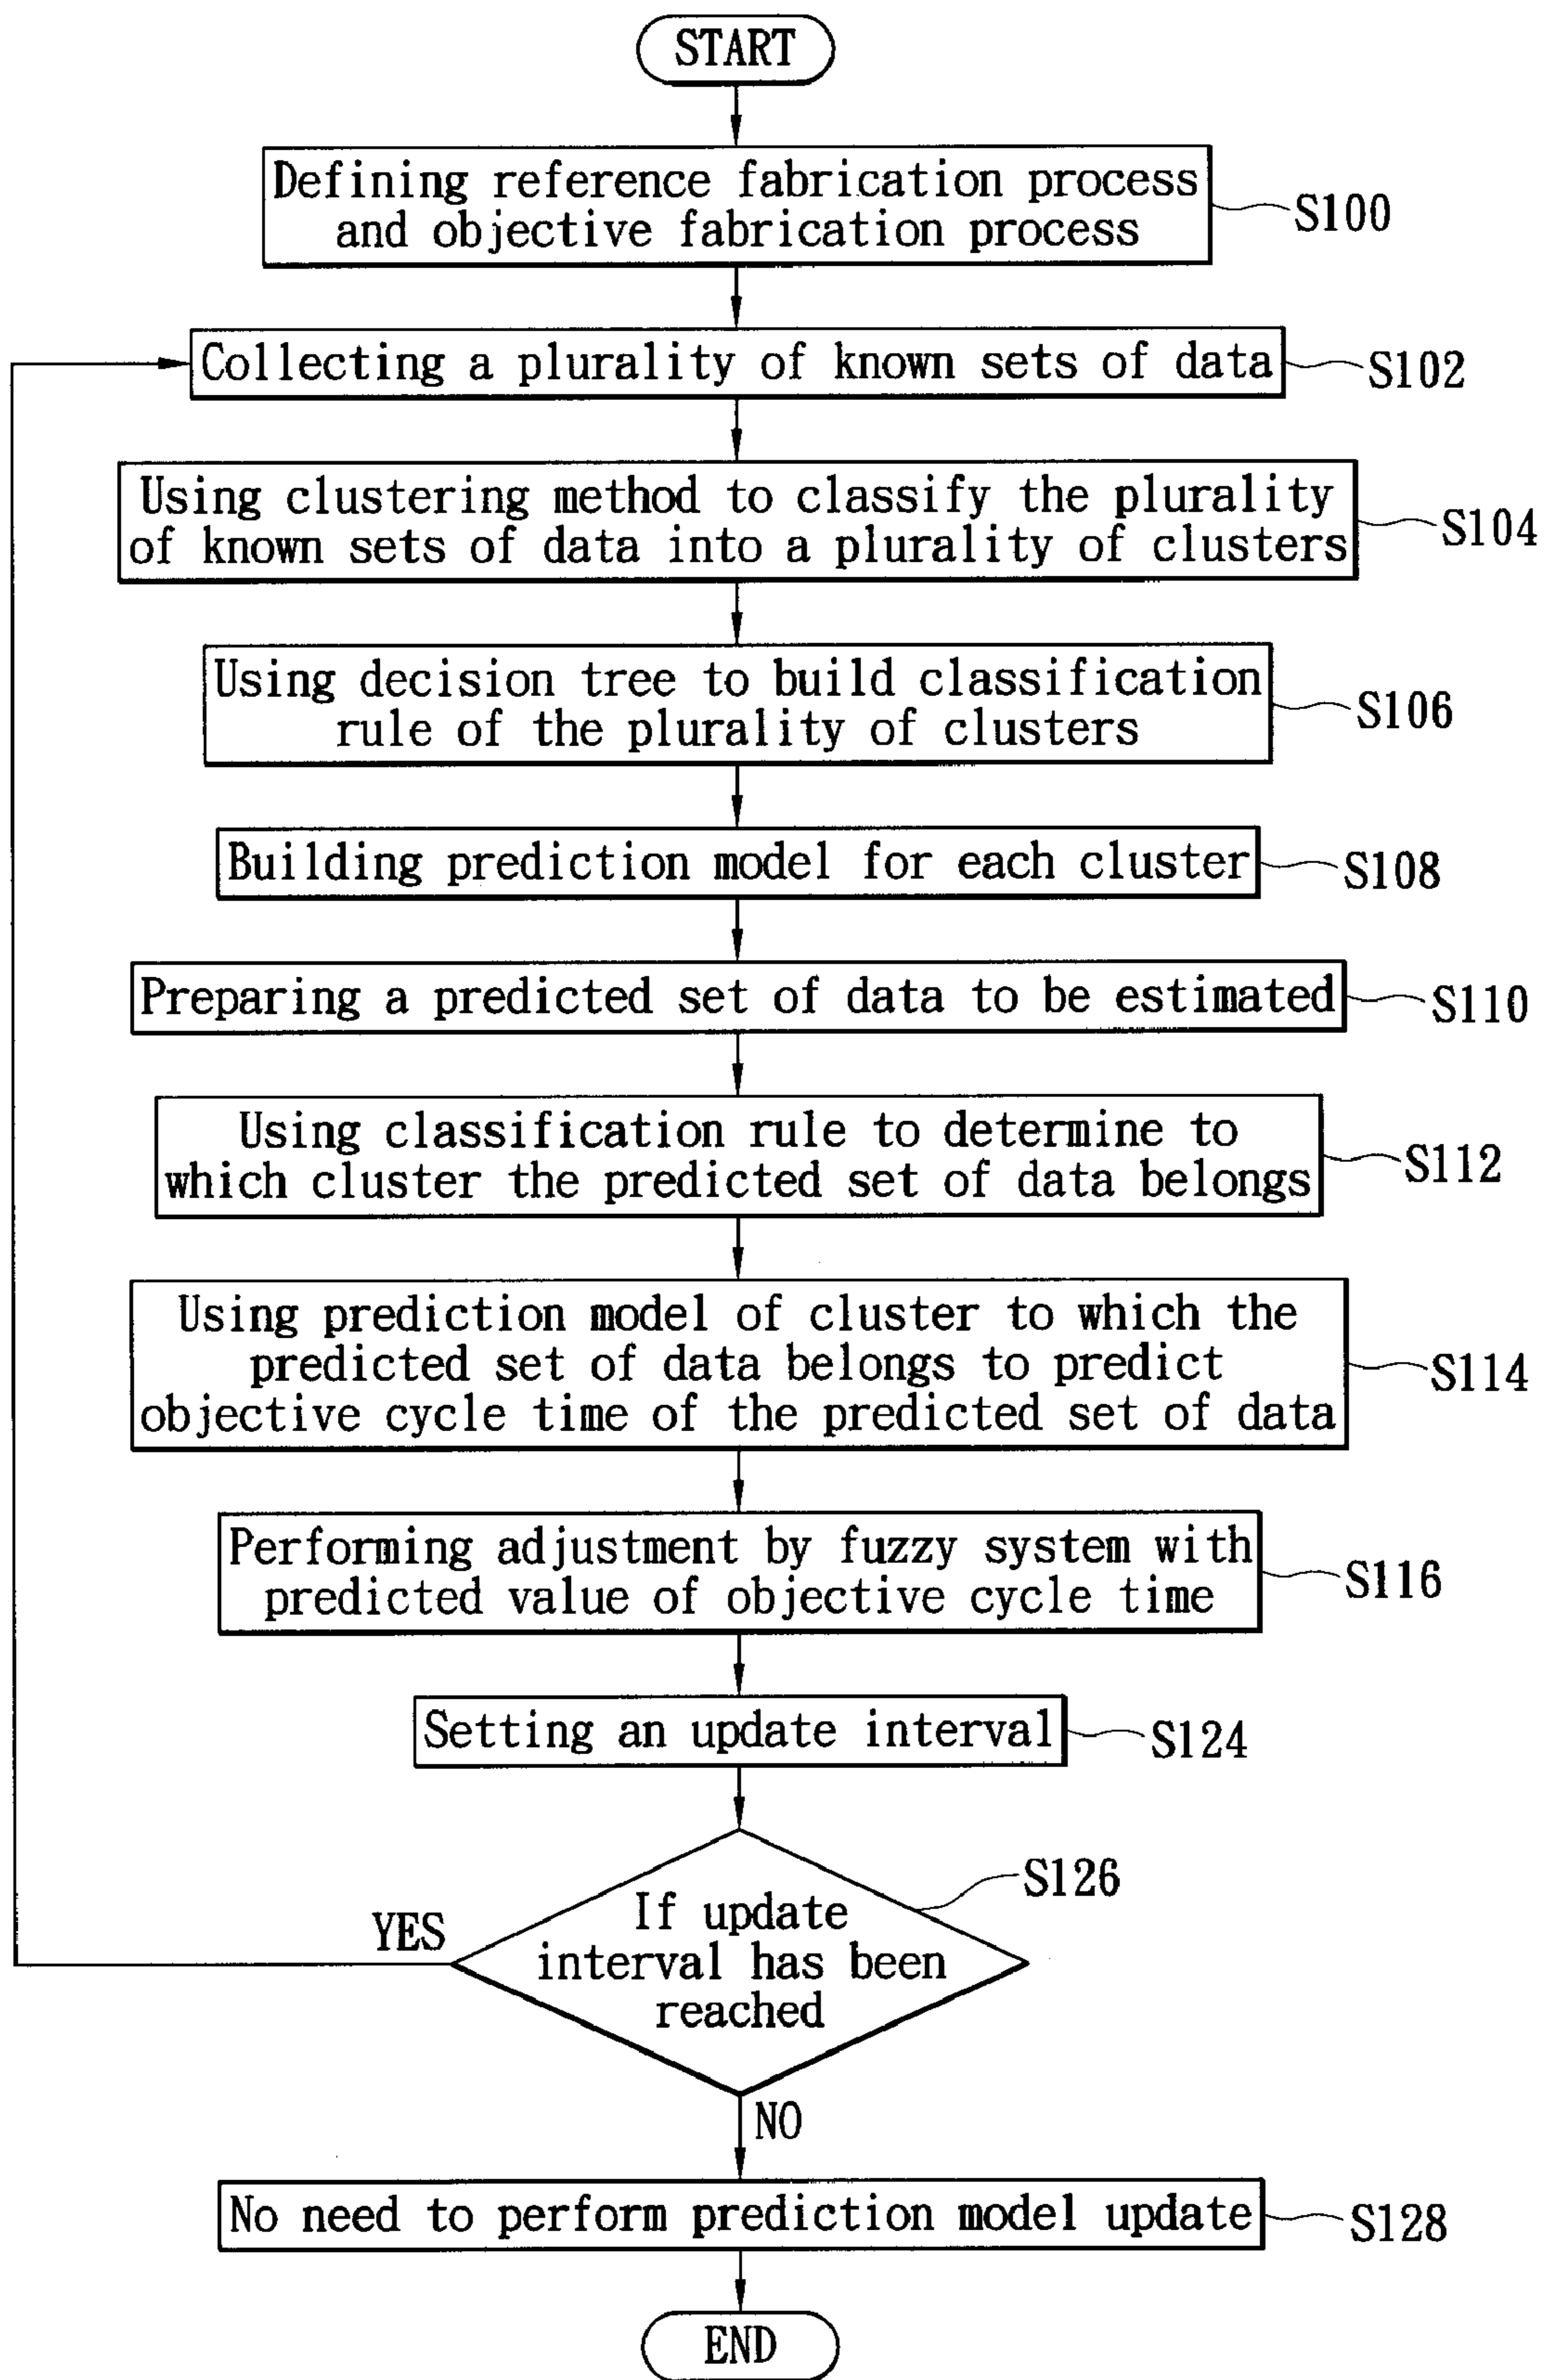 START
Defining reference fabrication process
and objective fabrication process
S100
Collecting a plurality of known sets of data
S102
Using clustering method to classify the plurality
of known sets of data into a plurality of clusters
S104
Using decision tree to build classification
rule of the plurality of clusters
S106
Building prediction model for each cluster
S108
Preparing a predicted set of data to be estimated
S110
Using classification rule to determine to
which cluster the predicted set of data belongs
S112
Using prediction model of cluster to which the
predicted set of data belongs to predict
objective cycle time of the predicted set of data
S114
Performing adjustment by fuzzy system with
predicted value of objective cycle time
S116
Setting an update interval
S124
S126
If update
interval has been
reached
YES
NO
No need to perform prediction model update
S128
END